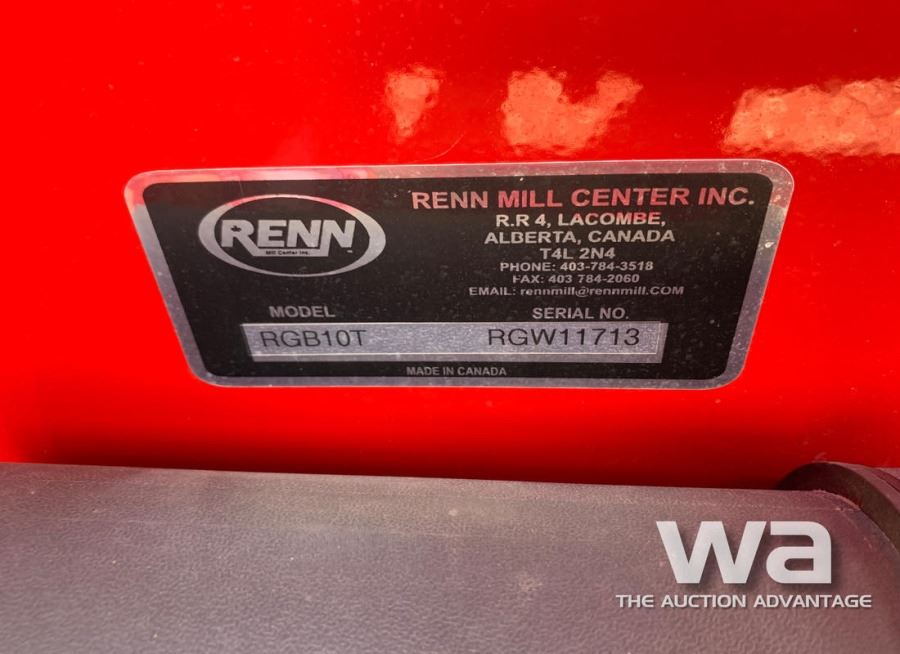 RENN
Mill Center Inc.
RENN MILL CENTER INC.
R.R 4, LACOMBE,
ALBERTA, CANADA
T4L 2N4
PHONE: 403-784-3518
FAX: 403 784-2060
EMAIL: rennmill@rennmill.COM
MODEL SERIAL NO.
RGB10T RGW11713
MADE IN CANADA
wa
THE AUCTION ADVANTAGE